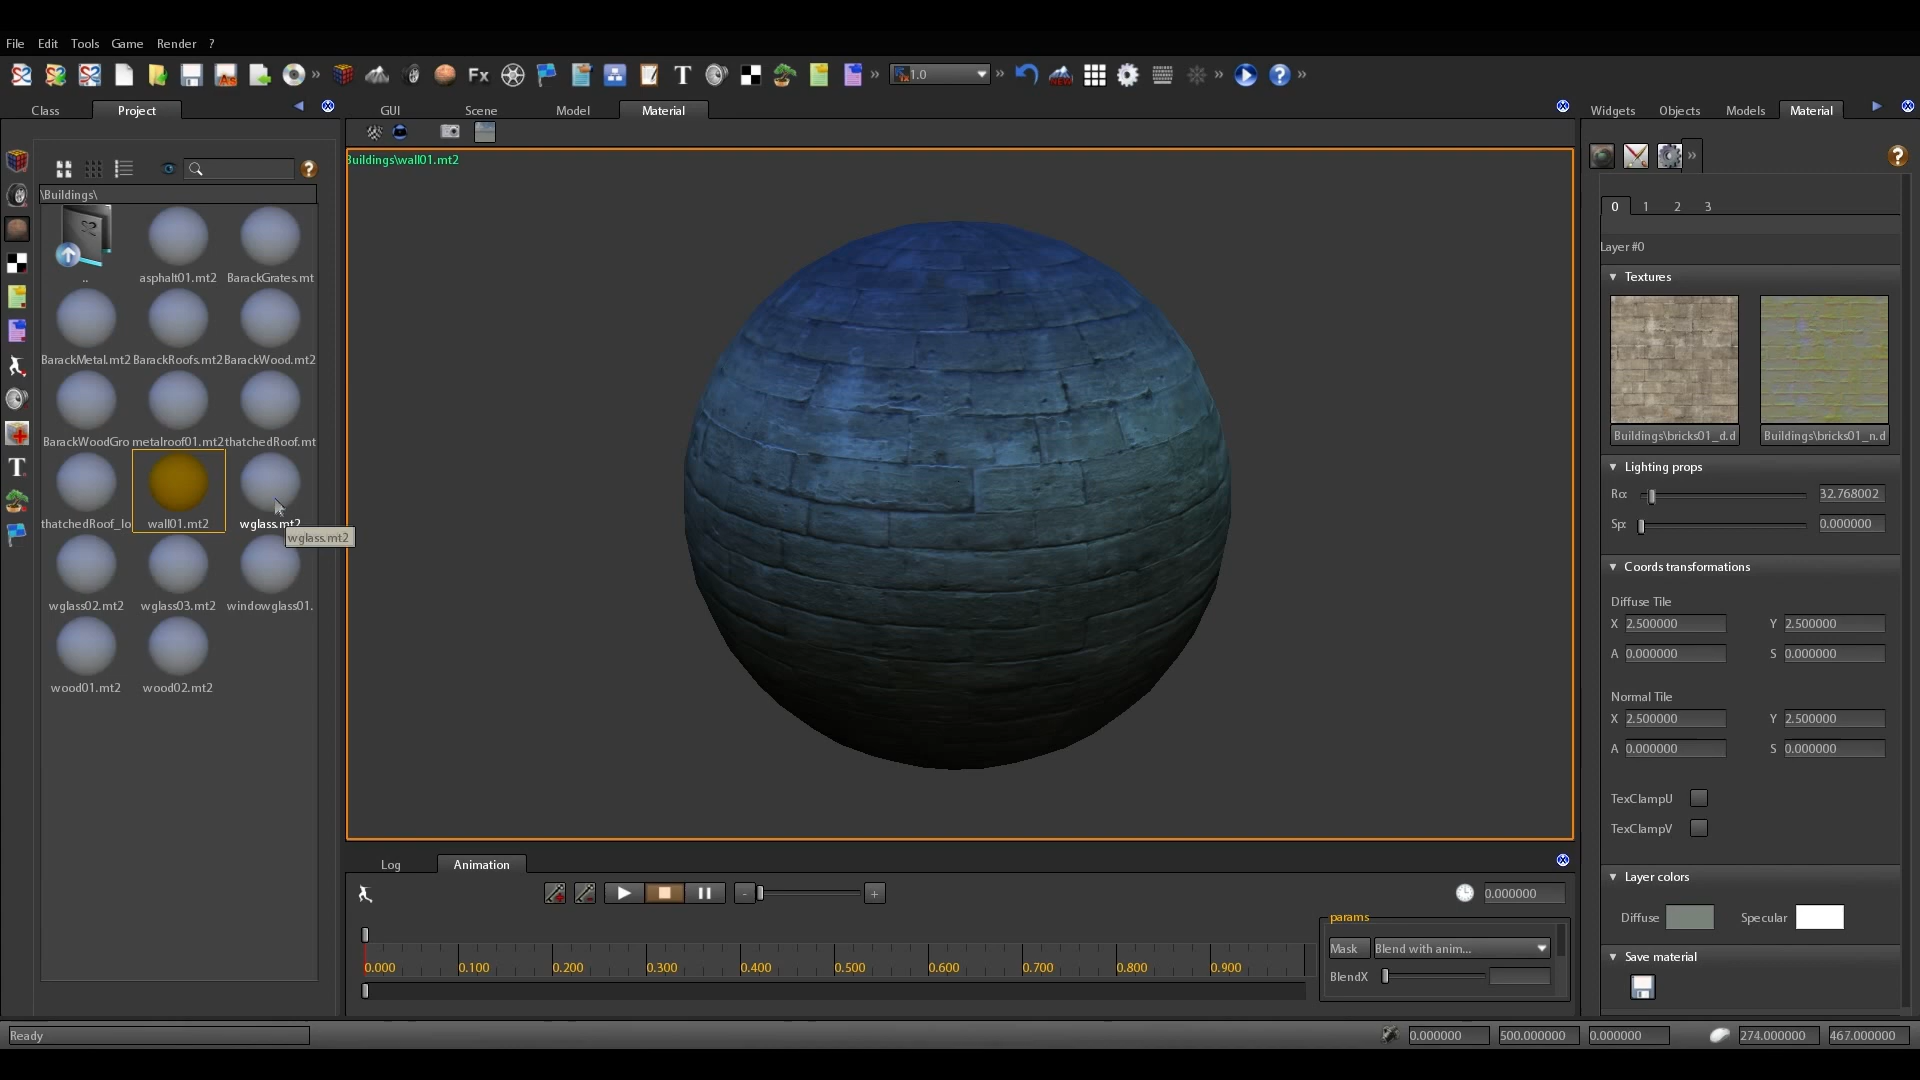 File Edit Tools Game Render ?
Fx T 1.0 ?
Class Project
GUI Scene Model Material
Widgets Objects Models Material
Buildings\wall01.mt2
\Buildings\
..
asphalt01.mt2
BarackGrates.mt
BarackMetal.mt2
BarackRoofs.mt2
BarackWood.mt2
BarackWoodGro
metalroof01.mt2
thatchedRoof.mt
thatchedRoof_lo
wall01.mt2
wglass.mt2
wglass.mt2
wglass02.mt2
wglass03.mt2
windowglass01.
wood01.mt2
wood02.mt2
0 1 2 3
Layer #0
Textures
Buildings\bricks01_d.d
Buildings\bricks01_n.d
Lighting props
Ro: 32.768002
Sp: 0.000000
Coords transformations
Diffuse Tile
X 2.500000 Y 2.500000
A 0.000000 S 0.000000
Normal Tile
X 2.500000 Y 2.500000
A 0.000000 S 0.000000
TexClampU
TexClampV
Layer colors
Diffuse Specular
Save material
Log Animation
- + 0.000000
params
Mask Blend with anim...
BlendX
0.000 0.100 0.200 0.300 0.400 0.500 0.600 0.700 0.800 0.900
Ready
0.000000 500.000000 0.000000 274.000000 467.000000